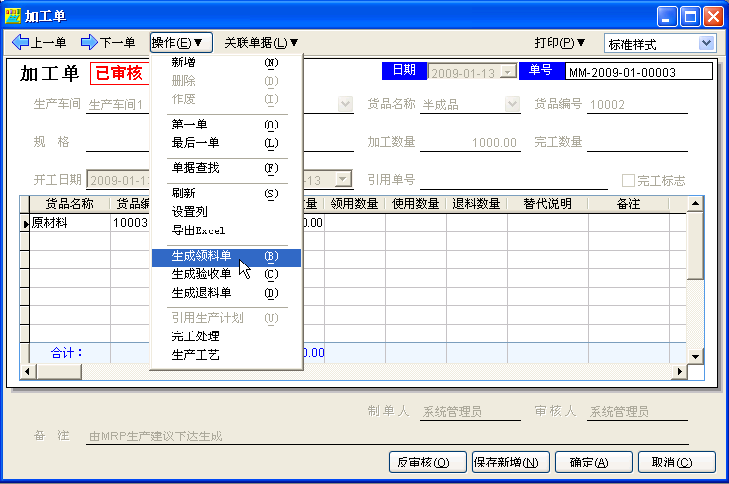 加工单
上一单 下一单 操作(E)▼ 关联单据(L)▼ 打印(P)▼ 标准样式
加工单 已审核 日期 2009-01-13 单号 MM-2009-01-00003
生产车间 生产车间1 货品名称 半成品 货品编号 10002
规 格 加工数量 1000.00 完工数量
开工日期 2009-01-13 -13 引用单号 完工标志
新增 (N)
删除 (D)
作废 (I)
第一单 (A)
最后一单 (L)
单据查找 (F)
刷新 (S)
设置列
导出Excel
生成领料单 (B)
生成验收单 (C)
生成退料单 (D)
引用生产计划 (U)
完工处理
生产工艺
货品名称 货品编 数量 领用数量 使用数量 退料数量 替代说明 备注
原材料 10003 0.00
合计: 0.00
制单人 系统管理员 审核人 系统管理员
备 注 由MRP生产建议下达生成
反审核(O) 保存新增(N) 确定(A) 取消(C)